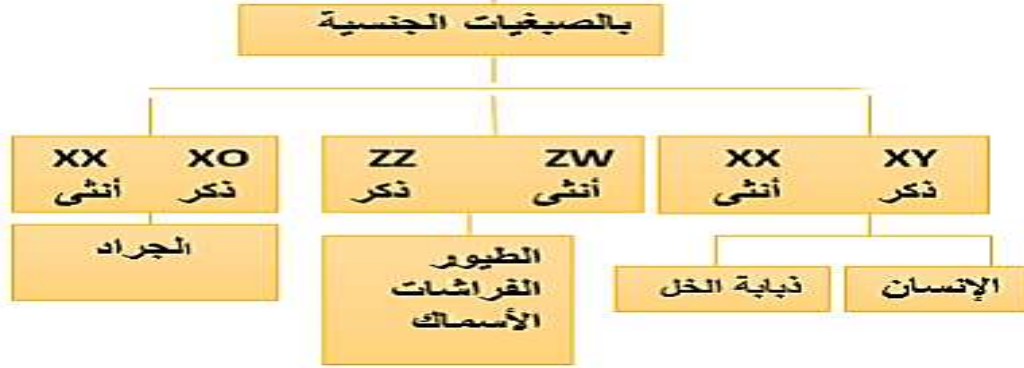 بالصبغيات الجنسية
XY XX
ذكر أنثى
ZW ZZ
أنثى ذكر
XO XX
ذكر أنثى
الإنسان
ذبابة الخل
الطيور
الفراشات
الأسماك
الجراد